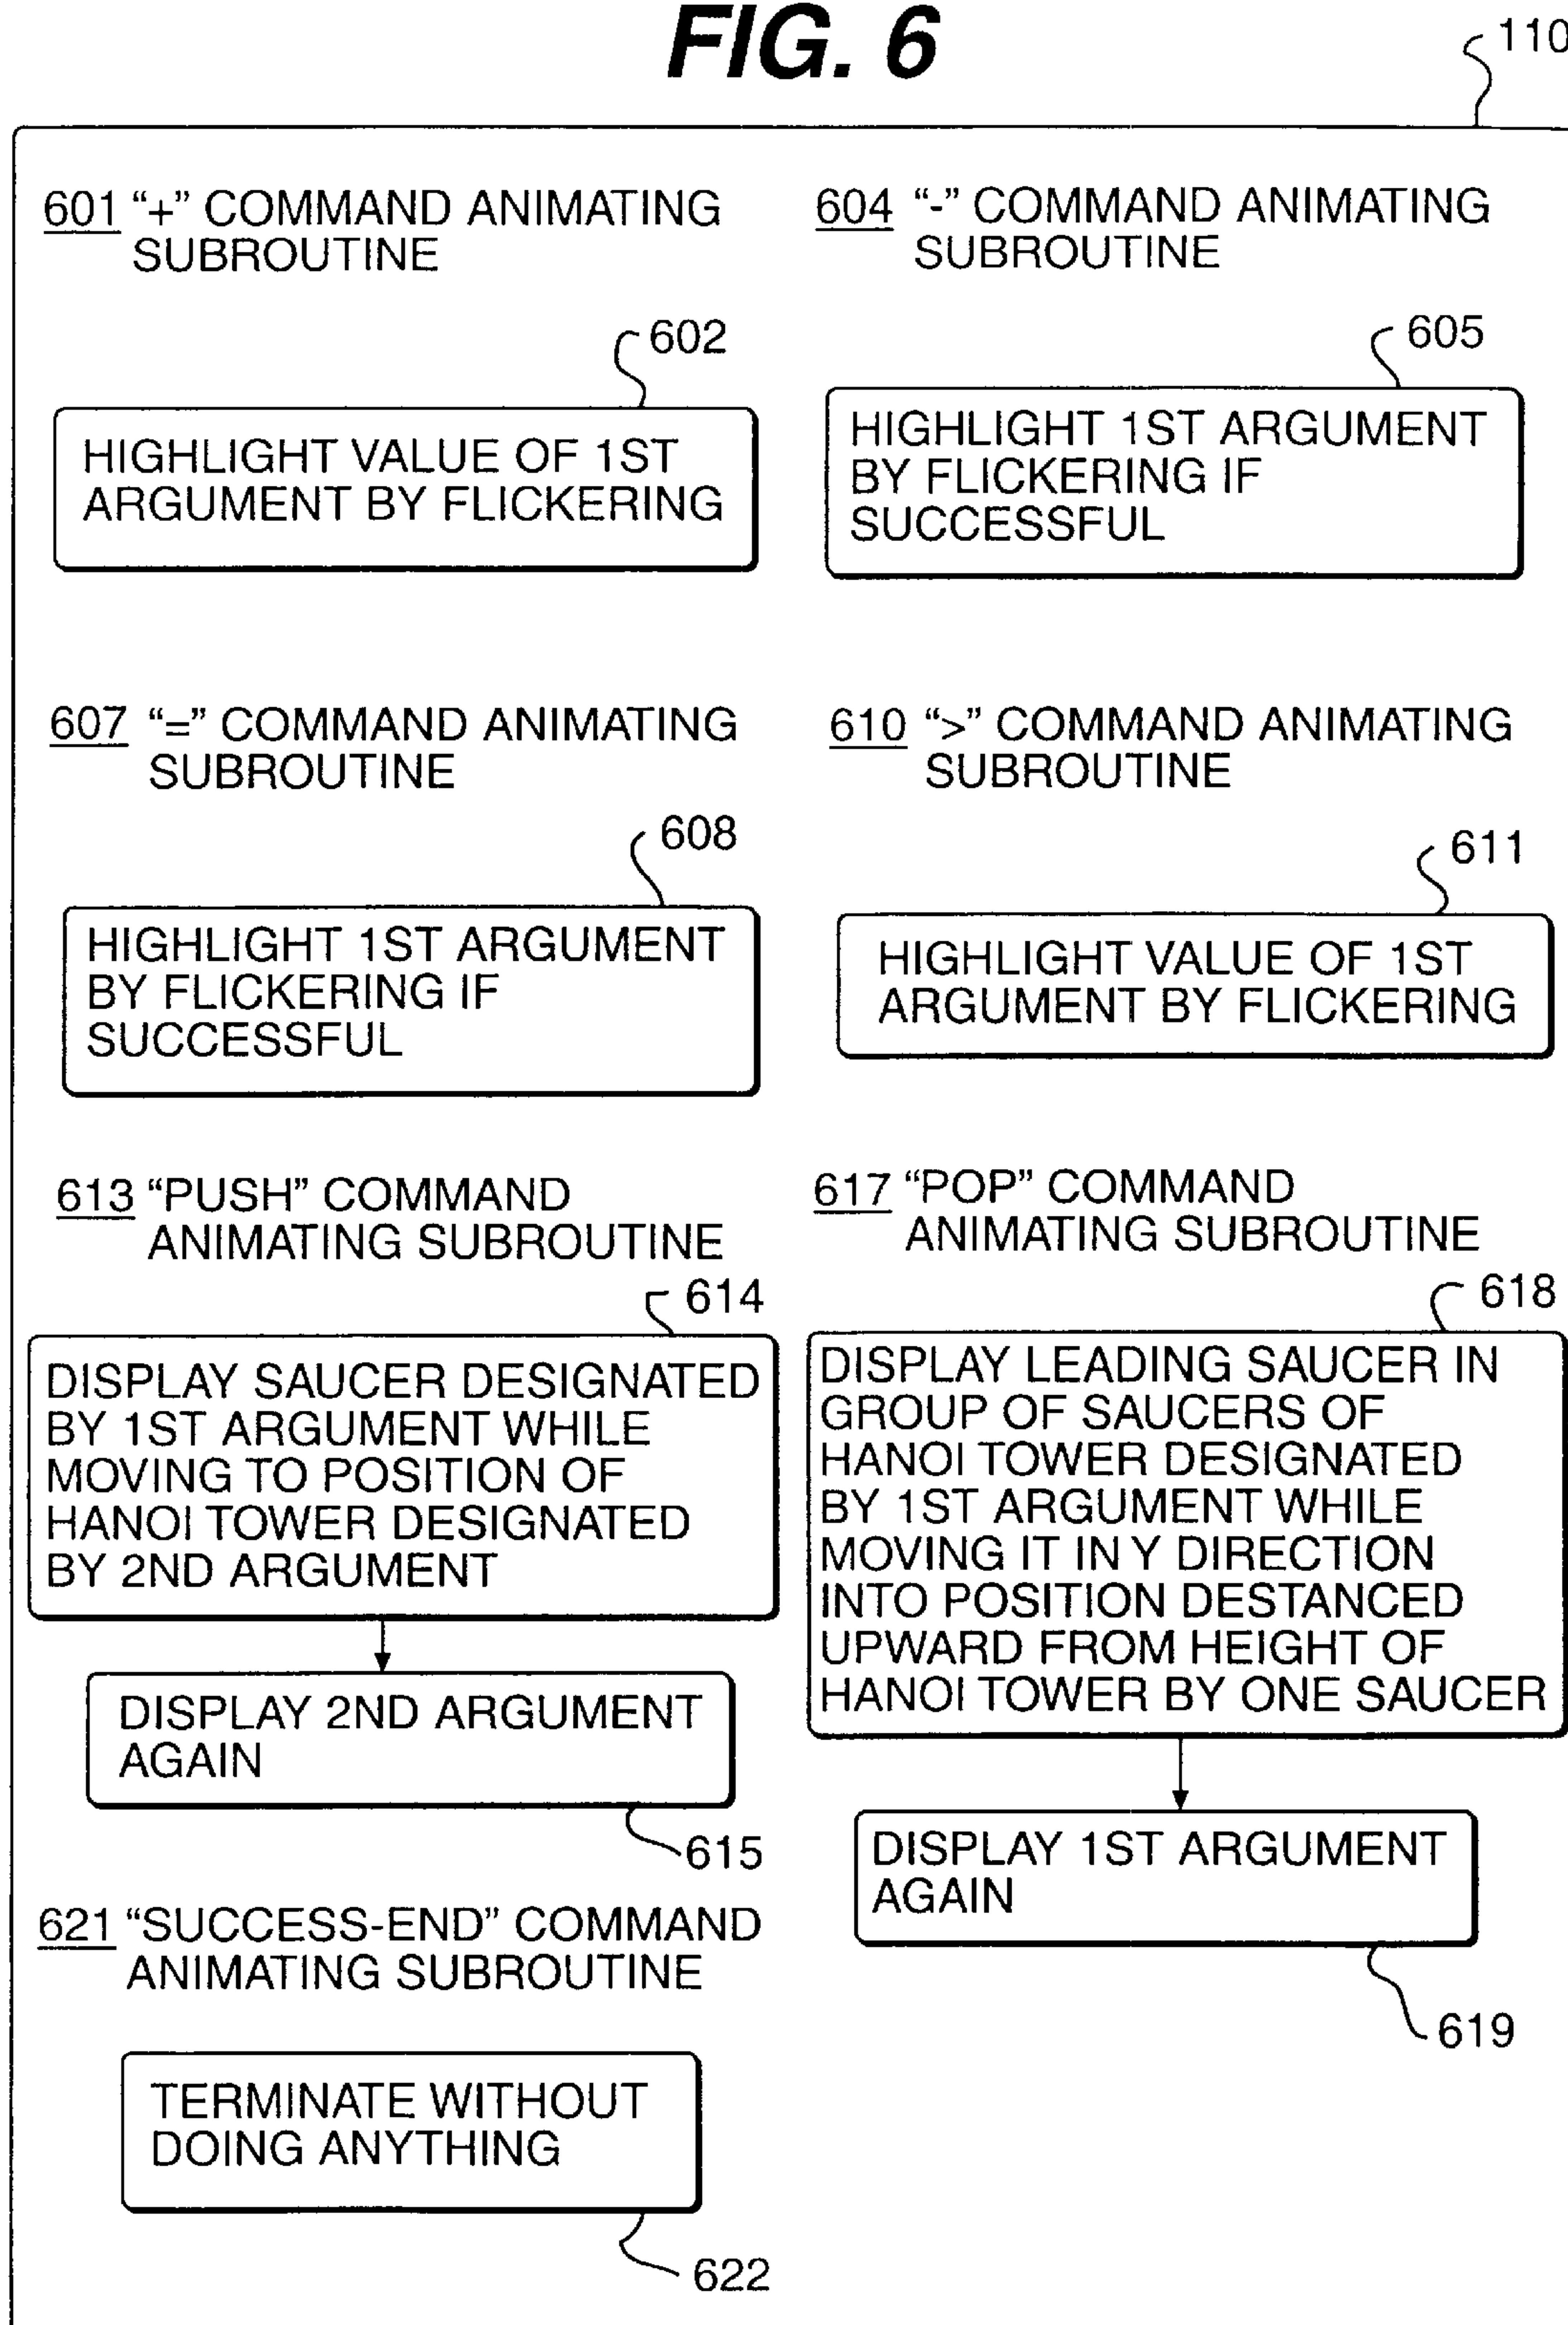 FIG. 6
110
601 “+” COMMAND ANIMATING
SUBROUTINE
602
HIGHLIGHT VALUE OF 1ST
ARGUMENT BY FLICKERING
604 “-” COMMAND ANIMATING
SUBROUTINE
605
HIGHLIGHT 1ST ARGUMENT
BY FLICKERING IF
SUCCESSFUL
607 “=” COMMAND ANIMATING
SUBROUTINE
608
HIGHLIGHT 1ST ARGUMENT
BY FLICKERING IF
SUCCESSFUL
610 “>” COMMAND ANIMATING
SUBROUTINE
611
HIGHLIGHT VALUE OF 1ST
ARGUMENT BY FLICKERING
613 “PUSH” COMMAND
ANIMATING SUBROUTINE
614
DISPLAY SAUCER DESIGNATED
BY 1ST ARGUMENT WHILE
MOVING TO POSITION OF
HANOI TOWER DESIGNATED
BY 2ND ARGUMENT
DISPLAY 2ND ARGUMENT
AGAIN
615
617 “POP” COMMAND
ANIMATING SUBROUTINE
618
DISPLAY LEADING SAUCER IN
GROUP OF SAUCERS OF
HANOI TOWER DESIGNATED
BY 1ST ARGUMENT WHILE
MOVING IT IN Y DIRECTION
INTO POSITION DESTANCED
UPWARD FROM HEIGHT OF
HANOI TOWER BY ONE SAUCER
DISPLAY 1ST ARGUMENT
AGAIN
619
621 “SUCCESS-END” COMMAND
ANIMATING SUBROUTINE
TERMINATE WITHOUT
DOING ANYTHING
622